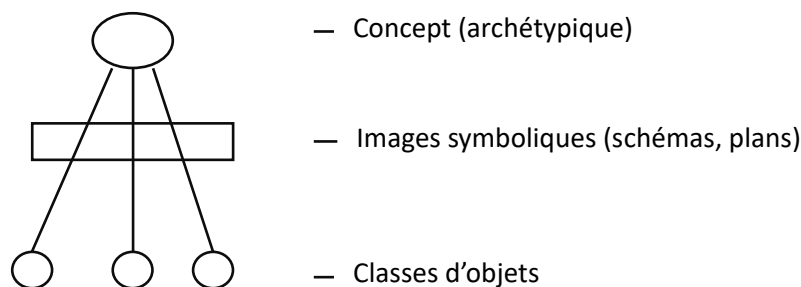 — Concept (archétypique)
— Images symboliques (schémas, plans)
— Classes d’objets